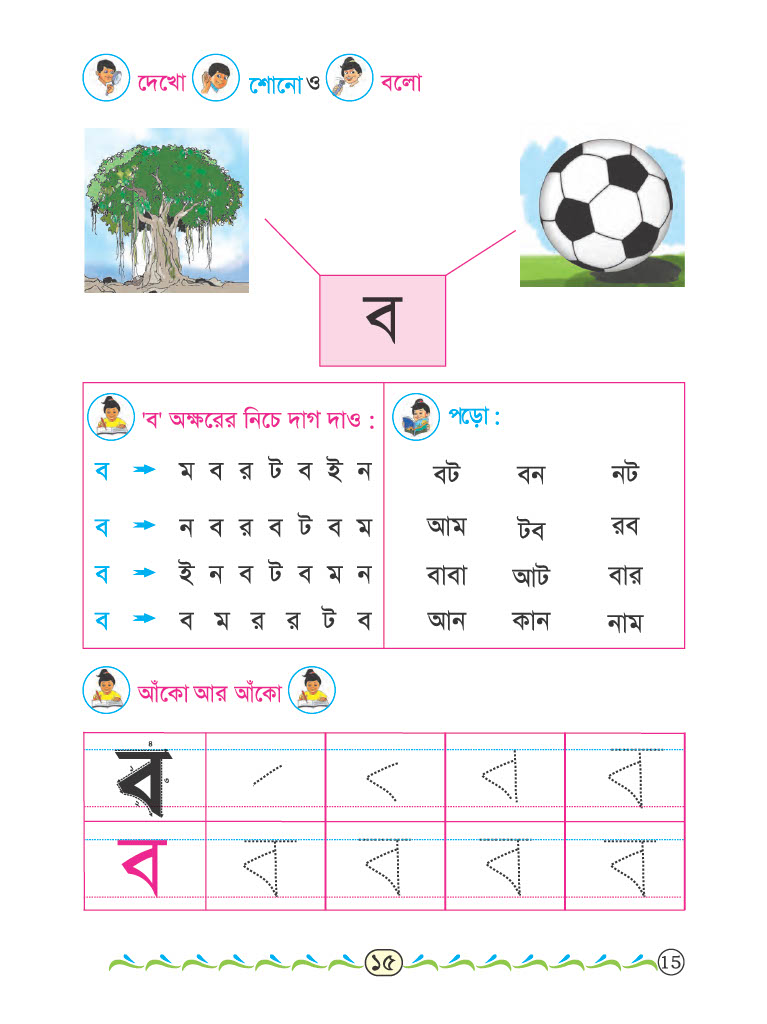 দেখো শোনো ও বলো
ব
'ব' অক্ষরের নিচে দাগ দাও :
ব ম ব র ট ব ই ন
ব ন ব র ব ট ব ম
ব ই ন ব ট ব ম ন
ব ব ম র র ট ব
পড়ো :
বট বন নট
আম টব রব
বাবা আট বার
আন কান নাম
আঁকো আর আঁকো
ব ব
ব ব ব ব ব
১৫
15